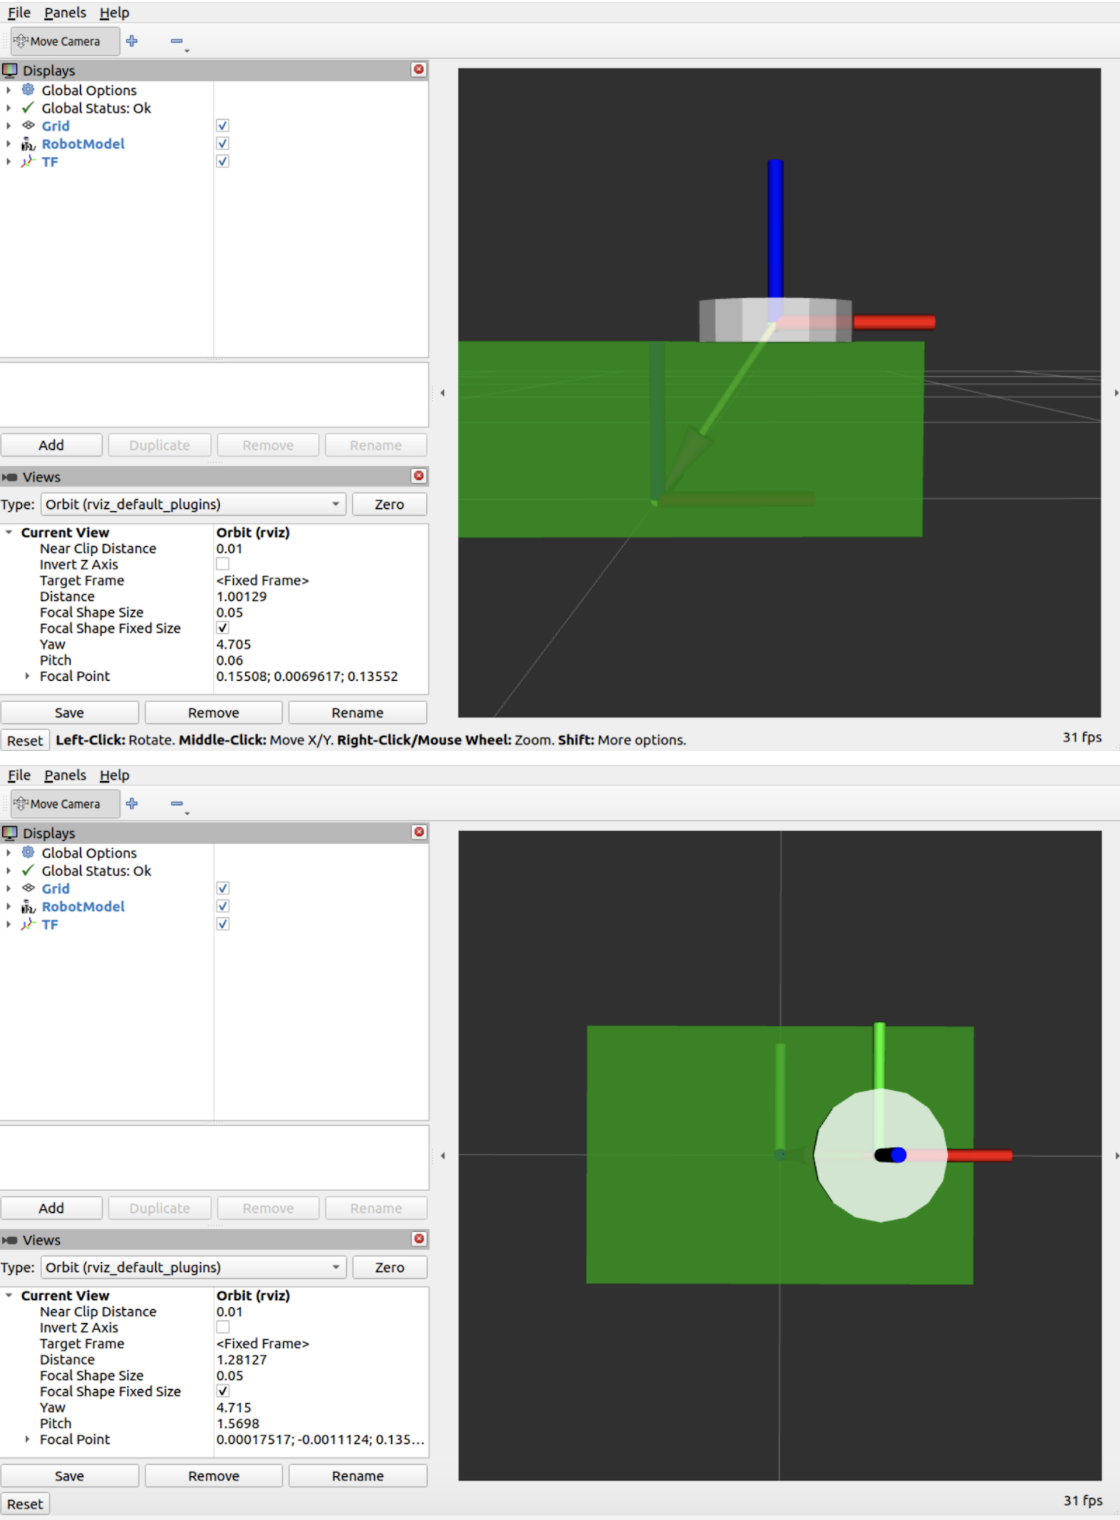 File Panels Help
Move Camera
Displays
Global Options
Global Status: Ok
Grid
RobotModel
TF
Add Duplicate Remove Rename
Views
Type: Orbit (rviz_default_plugins) Zero
Current View Orbit (rviz)
Near Clip Distance 0.01
Invert Z Axis
Target Frame <Fixed Frame>
Distance 1.00129
Focal Shape Size 0.05
Focal Shape Fixed Size
Yaw 4.705
Pitch 0.06
Focal Point 0.15508; 0.0069617; 0.13552
Save Remove Rename
Reset Left-Click: Rotate. Middle-Click: Move X/Y. Right-Click/Mouse Wheel: Zoom. Shift: More options. 31 fps
File Panels Help
Move Camera
Displays
Global Options
Global Status: Ok
Grid
RobotModel
TF
Add Duplicate Remove Rename
Views
Type: Orbit (rviz_default_plugins) Zero
Current View Orbit (rviz)
Near Clip Distance 0.01
Invert Z Axis
Target Frame <Fixed Frame>
Distance 1.28127
Focal Shape Size 0.05
Focal Shape Fixed Size
Yaw 4.715
Pitch 1.5698
Focal Point 0.00017517; -0.0011124; 0.135...
Save Remove Rename
Reset 31 fps